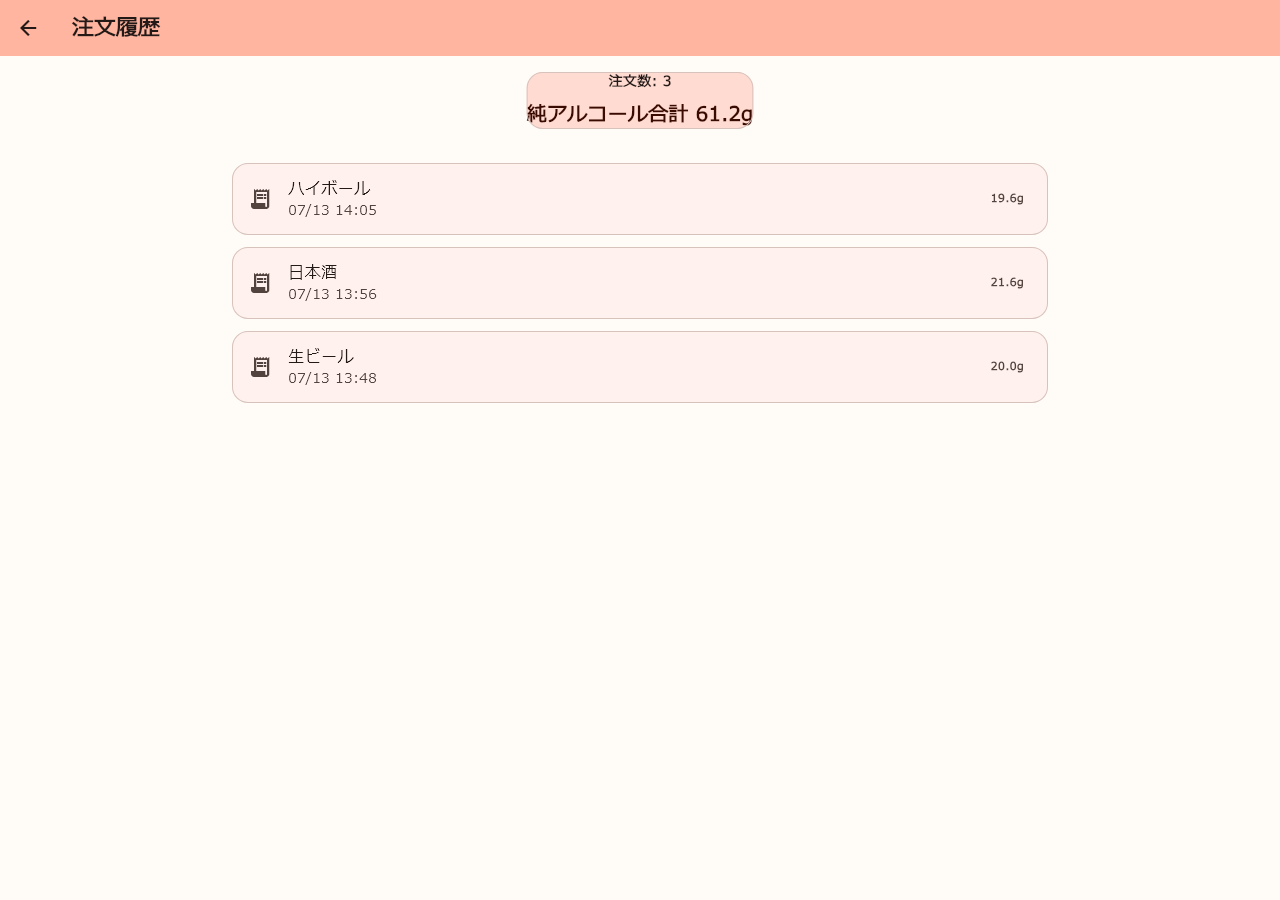 注文履歴
注文数: 3
純アルコール合計 61.2g
ハイボール
07/13 14:05
19.6g
日本酒
07/13 13:56
21.6g
生ビール
07/13 13:48
20.0g